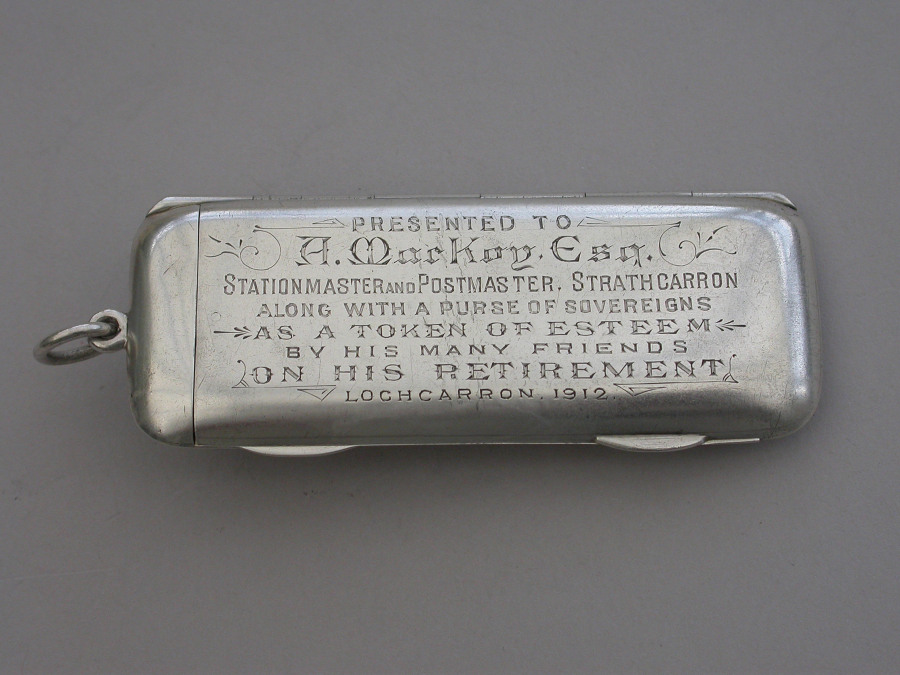 PRESENTED TO
A. MacKay. Esq.
STATIONMASTER AND POSTMASTER, STRATHCARRON
ALONG WITH A PURSE OF SOVEREIGNS
AS A TOKEN OF ESTEEM
BY HIS MANY FRIENDS
ON HIS RETIREMENT
LOCHCARRON. 1912.